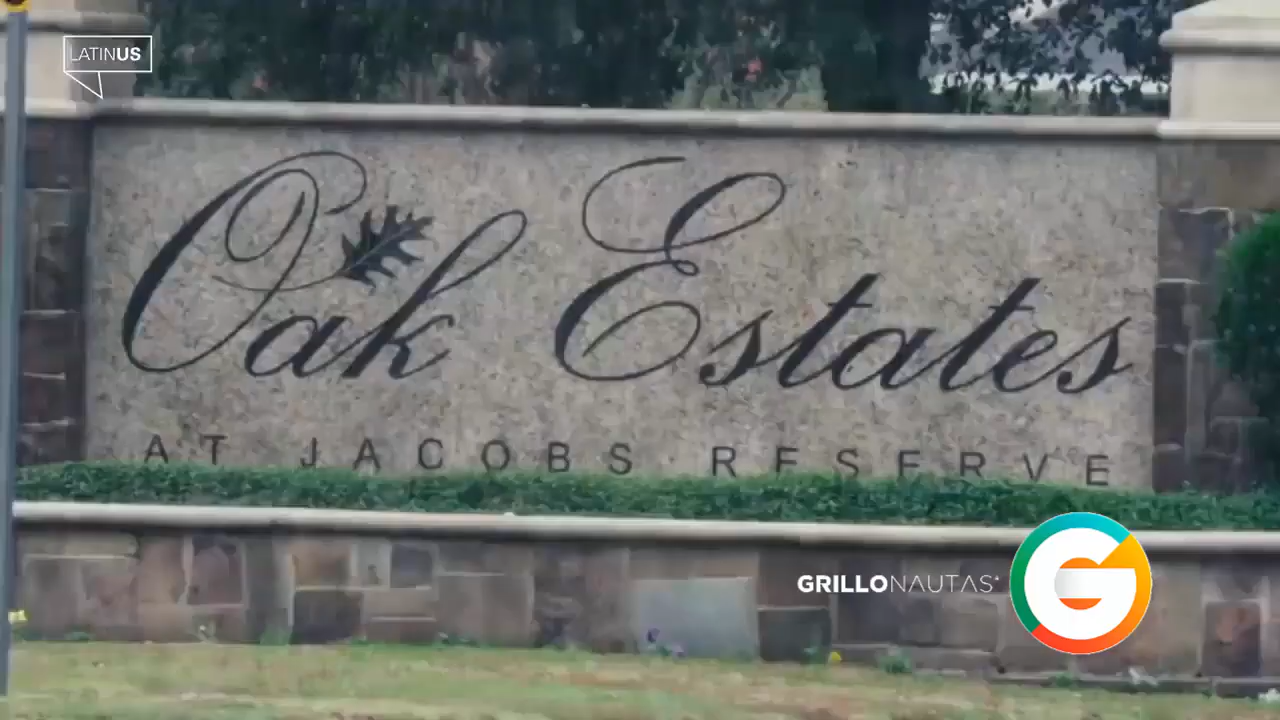 LATINUS
Oak Estates
AT JACOBS RESERVE
GRILLONAUTAS
G